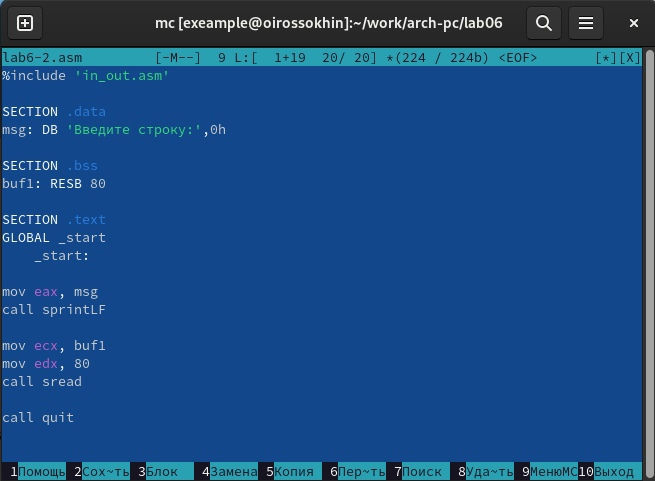 mc [exeample@oirossokhin]:~/work/arch-pc/lab06
lab6-2.asm [-M--] 9 L:[ 1+19 20/ 20] *(224 / 224b) <EOF> [*][X]
%include 'in_out.asm'
SECTION .data
msg: DB 'Введите строку:',0h
SECTION .bss
buf1: RESB 80
SECTION .text
GLOBAL _start
_start:
mov eax, msg
call sprintLF
mov ecx, buf1
mov edx, 80
call sread
call quit
1Помощь 2Сох~ть 3Блок 4Замена 5Копия 6Пер~ть 7Поиск 8Уда~ть 9МенюMC 10Выход